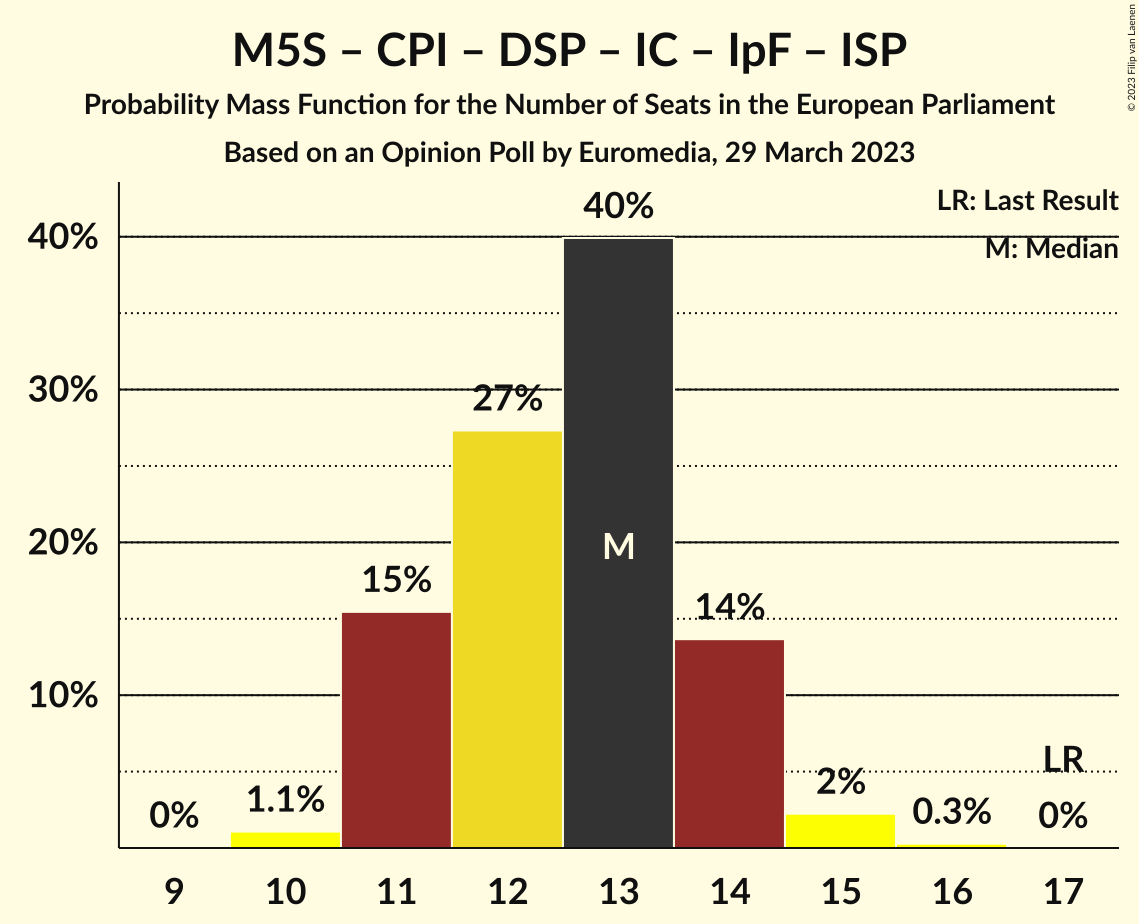 M5S – CPI – DSP – IC – IpF – ISP
Probability Mass Function for the Number of Seats in the European Parliament
Based on an Opinion Poll by Euromedia, 29 March 2023
© 2023 Filip van Laenen
LR: Last Result
M: Median
40%
30%
20%
10%
0%
1.1%
15%
27%
40%
M
14%
2%
0.3%
LR
0%
9 10 11 12 13 14 15 16 17